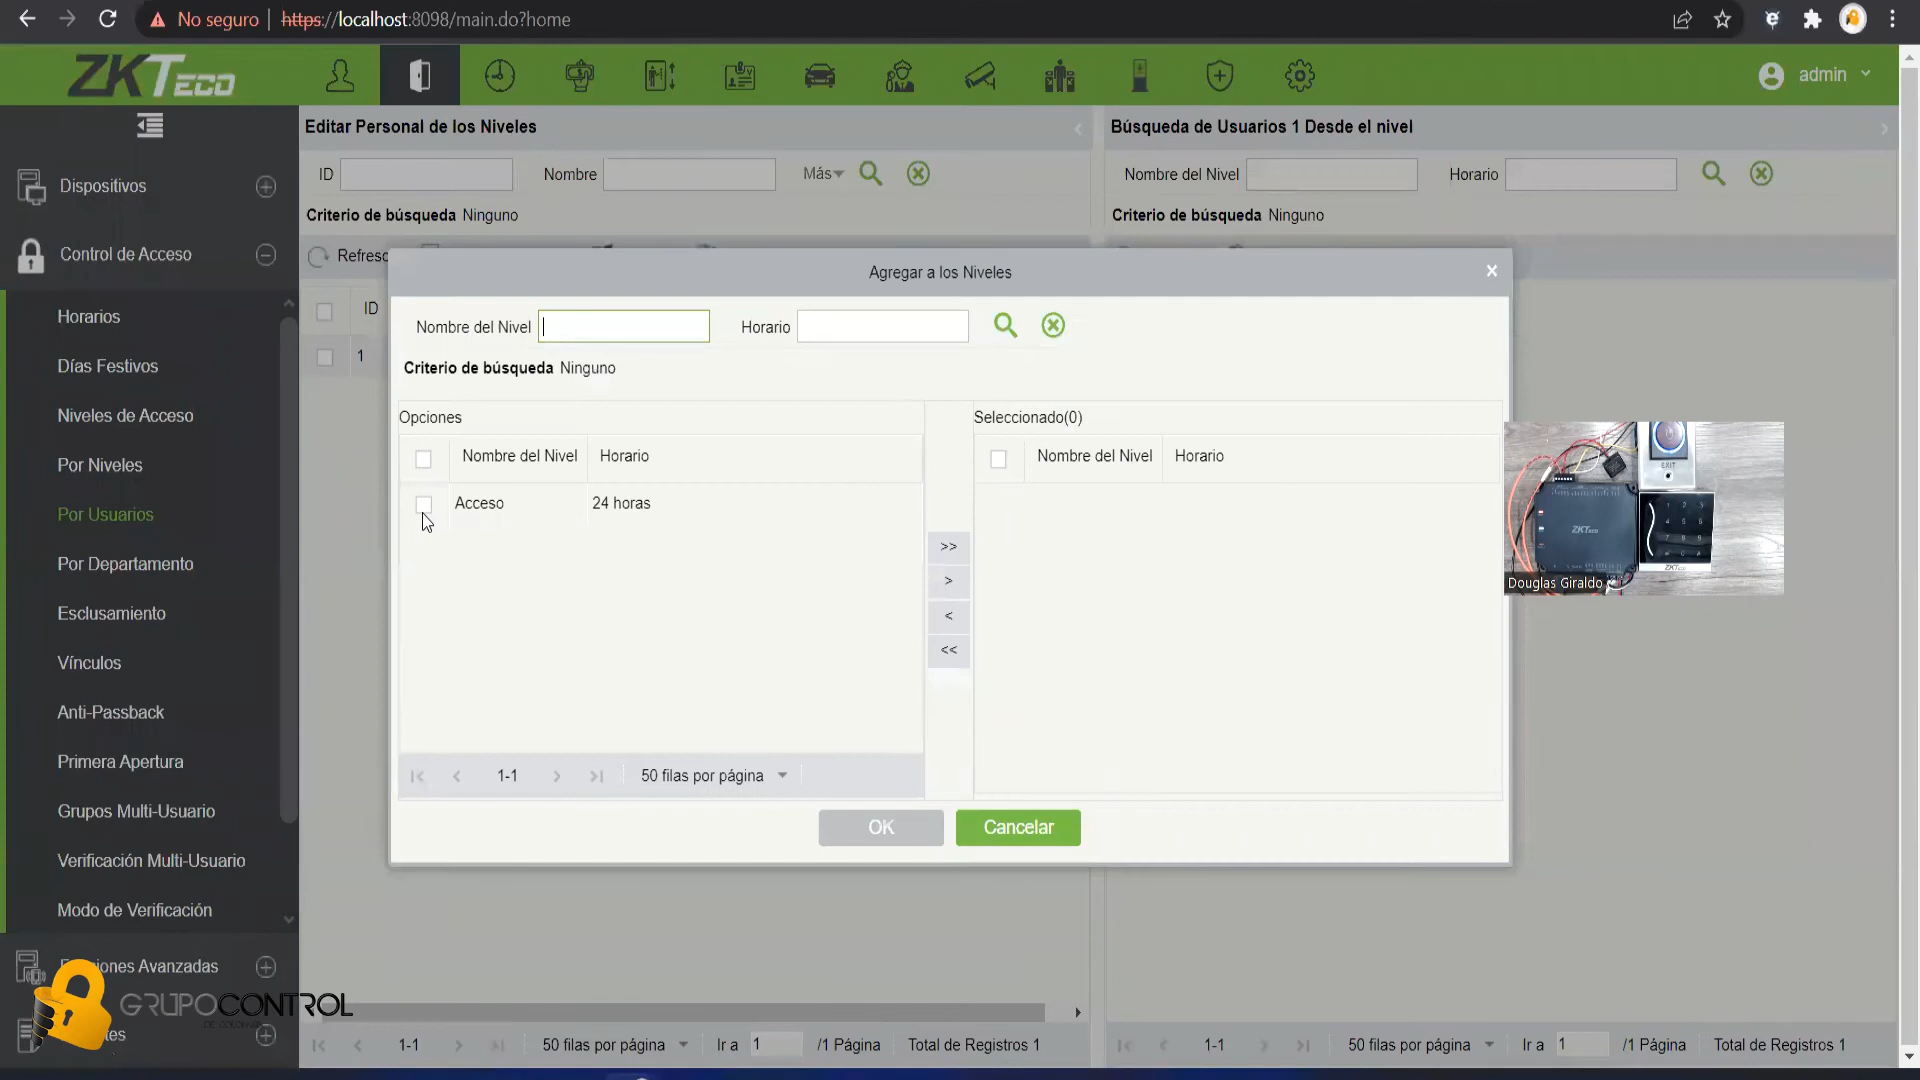 No seguro
https://localhost:8098/main.do?home
ZKTECO
admin
Dispositivos
Control de Acceso
Horarios
Días Festivos
Niveles de Acceso
Por Niveles
Por Usuarios
Por Departamento
Esclusamiento
Vínculos
Anti-Passback
Primera Apertura
Grupos Multi-Usuario
Verificación Multi-Usuario
Modo de Verificación
Avanzadas
GRUPOCONTROL
Editar Personal de los Niveles
ID
Nombre
Más
Criterio de búsqueda Ninguno
ID
1
1-1
50 filas por página
Ir a 1 /1 Página
Total de Registros 1
Búsqueda de Usuarios 1 Desde el nivel
Nombre del Nivel
Horario
Criterio de búsqueda Ninguno
1-1
50 filas por página
Ir a 1 /1 Página
Total de Registros 1
Agregar a los Niveles
x
Nombre del Nivel
Horario
Criterio de búsqueda Ninguno
Opciones
Nombre del Nivel Horario
Acceso 24 horas
1-1
50 filas por página
>>
>
<
<<
Seleccionado(0)
Nombre del Nivel Horario
OK
Cancelar
EXIT
ZKTECO
ZKTECO
Douglas Giraldo